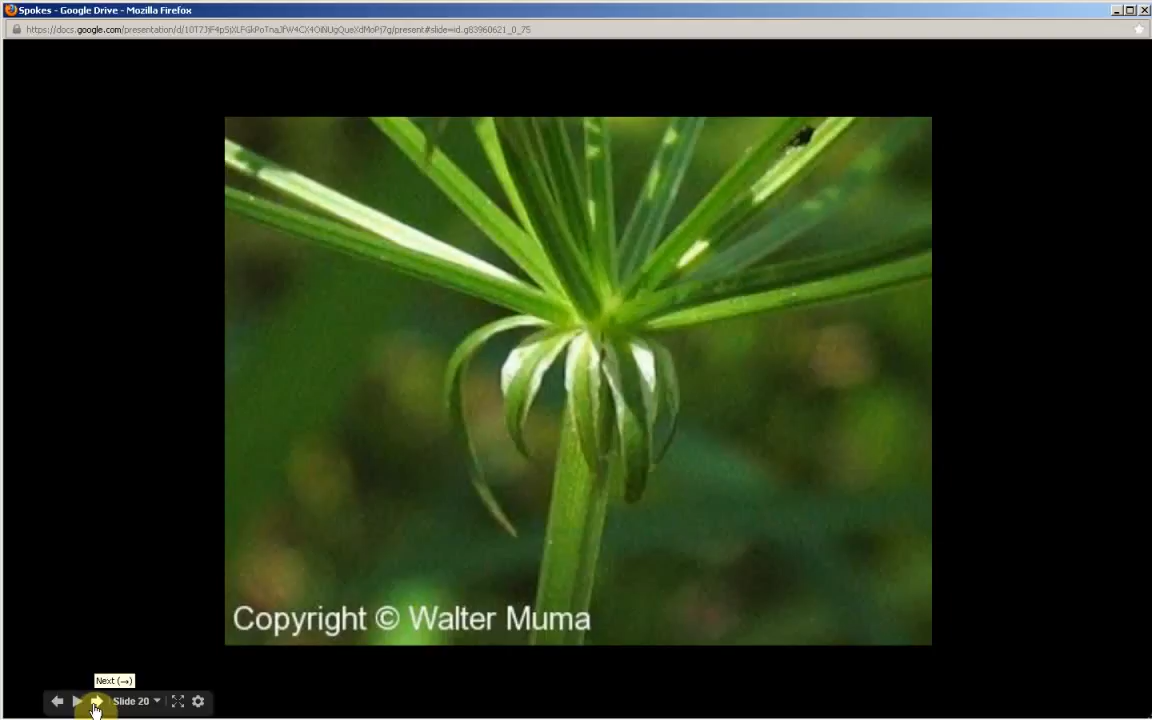 Spokes - Google Drive - Mozilla Firefox
Copyright © Walter Muma
Next (→)
Slide 20